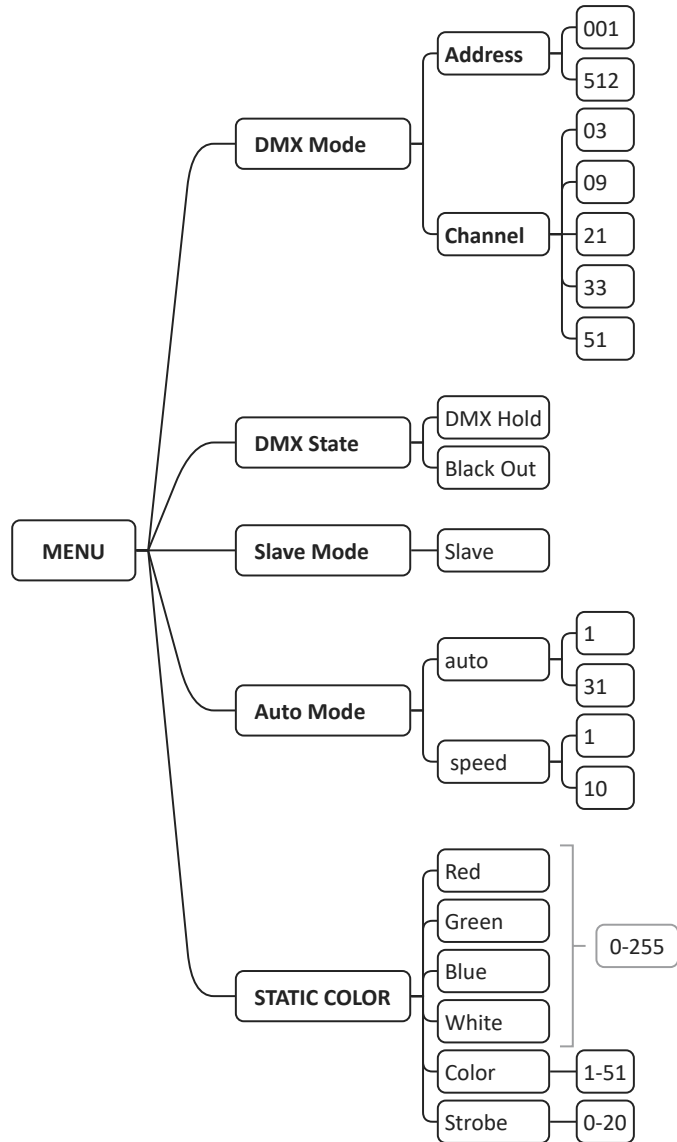 MENU
DMX Mode
Address
001
512
Channel
03
09
21
33
51
DMX State
DMX Hold
Black Out
Slave Mode
Slave
Auto Mode
auto
1
31
speed
1
10
STATIC COLOR
Red
Green
Blue
White
0-255
Color
1-51
Strobe
0-20